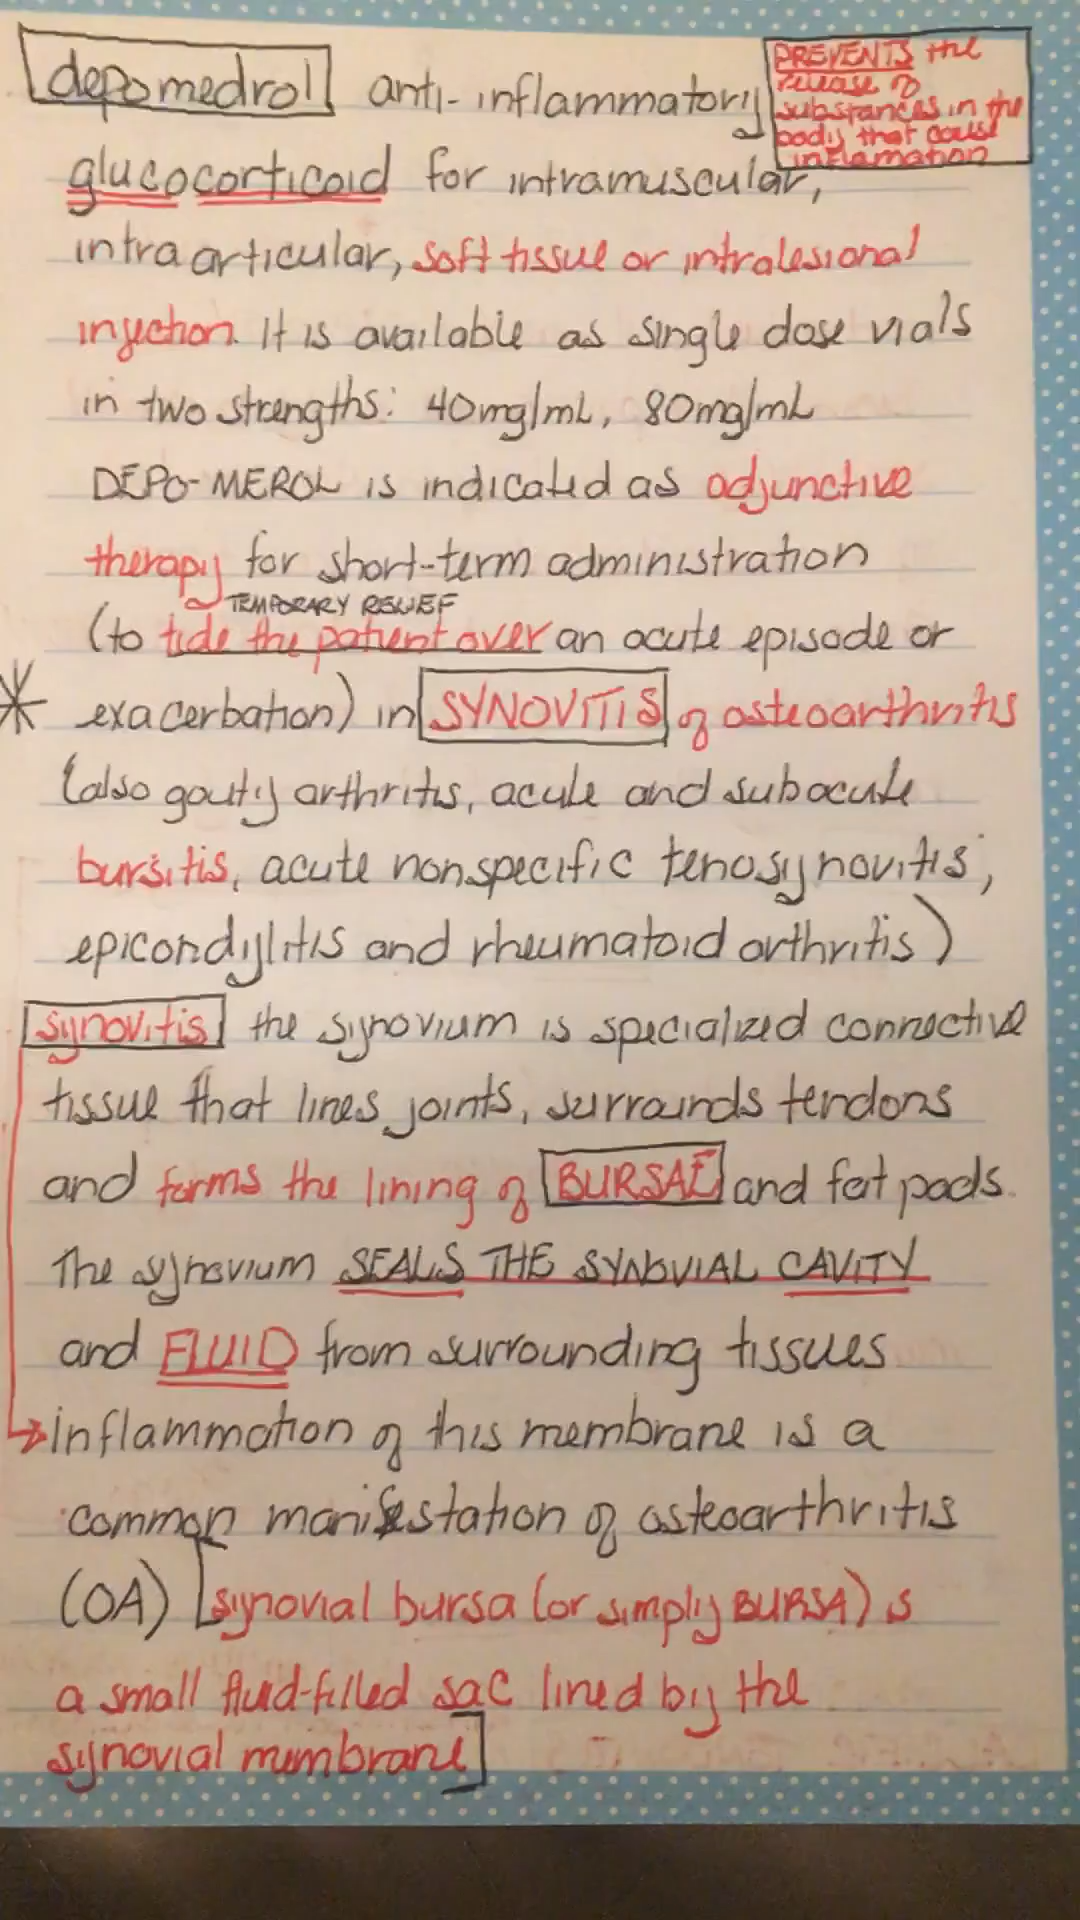 depomedrol anti-inflammatory
PREVENTS the
release of
substances in the
body that cause
inflamation
glucocorticoid for intramuscular,
intraarticular, soft tissue or intralesional
injection. It is available as single dose vials
in two strengths: 40mg/mL, 80mg/mL
DEPO-MEROL is indicated as adjunctive
therapy for short-term administration
TEMPORARY RELIEF
(to tide the patient over an acute episode or
* exacerbation) in SYNOVITIS of osteoarthritis
(also gouty arthritis, acute and subacute
bursitis, acute nonspecific tenosynovitis,
epicondylitis and rheumatoid arthritis)
synovitis the synovium is specialized connective
tissue that lines joints, surrounds tendons
and forms the lining of BURSAE and fat pads.
The synovium SEALS THE SYNOVIAL CAVITY
and FLUID from surrounding tissues
→ inflammation of this membrane is a
common manifestation of osteoarthritis
(OA) [synovial bursa (or simply BURSA) is
a small fluid-filled sac lined by the
synovial membrane]